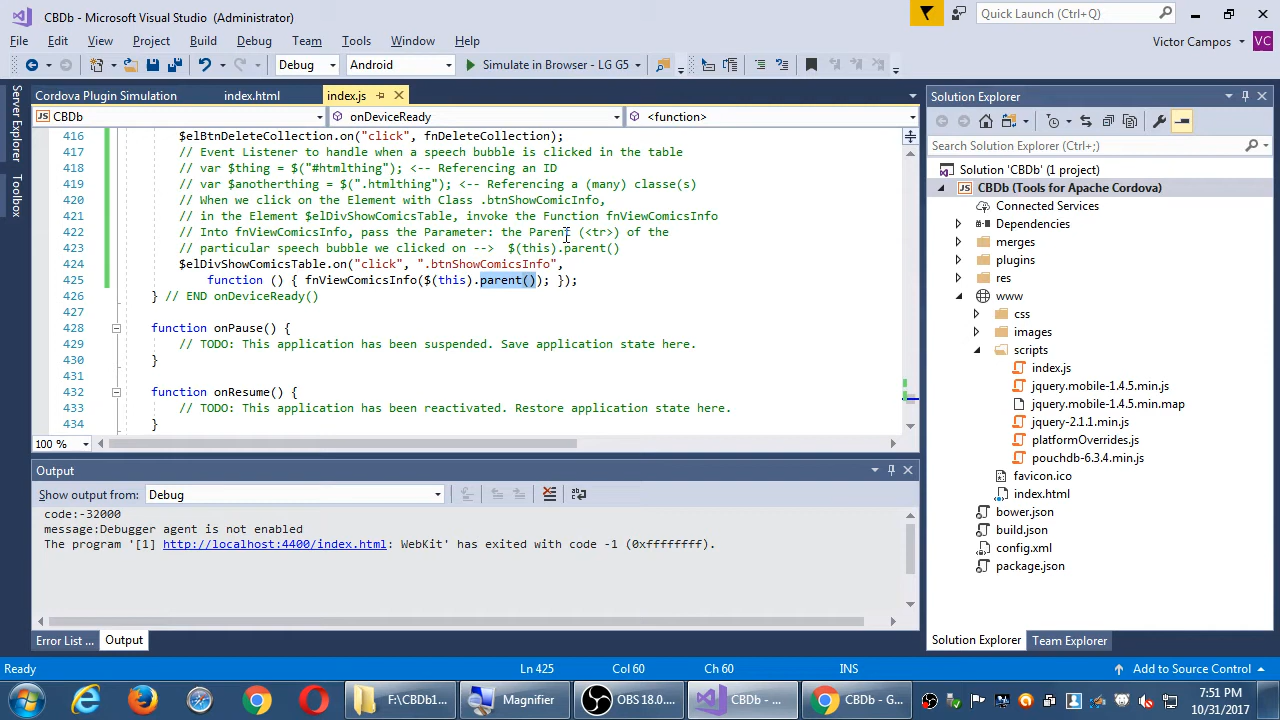 CBDb - Microsoft Visual Studio (Administrator)
Quick Launch (Ctrl+;)
File Edit View Project Build Debug Team Tools Window Help
Victor Campos VC
Debug Android Simulate in Browser - LG G5
Server Explorer
Toolbox
Cordova Plugin Simulation index.html index.js
JS CBDb onDeviceReady <function>
416 $elBtnDeleteCollection.on("click", fnDeleteCollection);
417 // Event Listener to handle when a speech bubble is clicked in the table
418 // var $thing = $("#htmlthing"); <-- Referencing an ID
419 // var $anotherthing = $(".htmlthing"); <-- Referencing a (many) classe(s)
420 // When we click on the Element with Class .btnShowComicInfo,
421 // in the Element $elDivShowComicsTable, invoke the Function fnViewComicsInfo
422 // Into fnViewComicsInfo, pass the Parameter: the Parent (<tr>) of the
423 // particular speech bubble we clicked on --> $(this).parent()
424 $elDivShowComicsTable.on("click", ".btnShowComicsInfo",
425 function () { fnViewComicsInfo($(this).parent()); });
426 } // END onDeviceReady()
427
428 function onPause() {
429 // TODO: This application has been suspended. Save application state here.
430 }
431
432 function onResume() {
433 // TODO: This application has been reactivated. Restore application state here.
434 }
100 %
Output
Show output from: Debug
code:-32000
message:Debugger agent is not enabled
The program '[1] http://localhost:4400/index.html: WebKit' has exited with code -1 (0xffffffff).
Error List ... Output
Solution Explorer
Search Solution Explorer (Ctrl+;)
Solution 'CBDb' (1 project)
JS CBDb (Tools for Apache Cordova)
Connected Services
Dependencies
merges
plugins
res
www
css
images
scripts
index.js
jquery.mobile-1.4.5.min.js
jquery.mobile-1.4.5.min.map
jquery-2.1.1.min.js
platformOverrides.js
pouchdb-6.3.4.min.js
favicon.ico
index.html
bower.json
build.json
config.xml
package.json
Solution Explorer Team Explorer
Ready Ln 425 Col 60 Ch 60 INS Add to Source Control
F:\CBDb1... Magnifier OBS 18.0.... CBDb - ... CBDb - G...
7:51 PM
10/31/2017